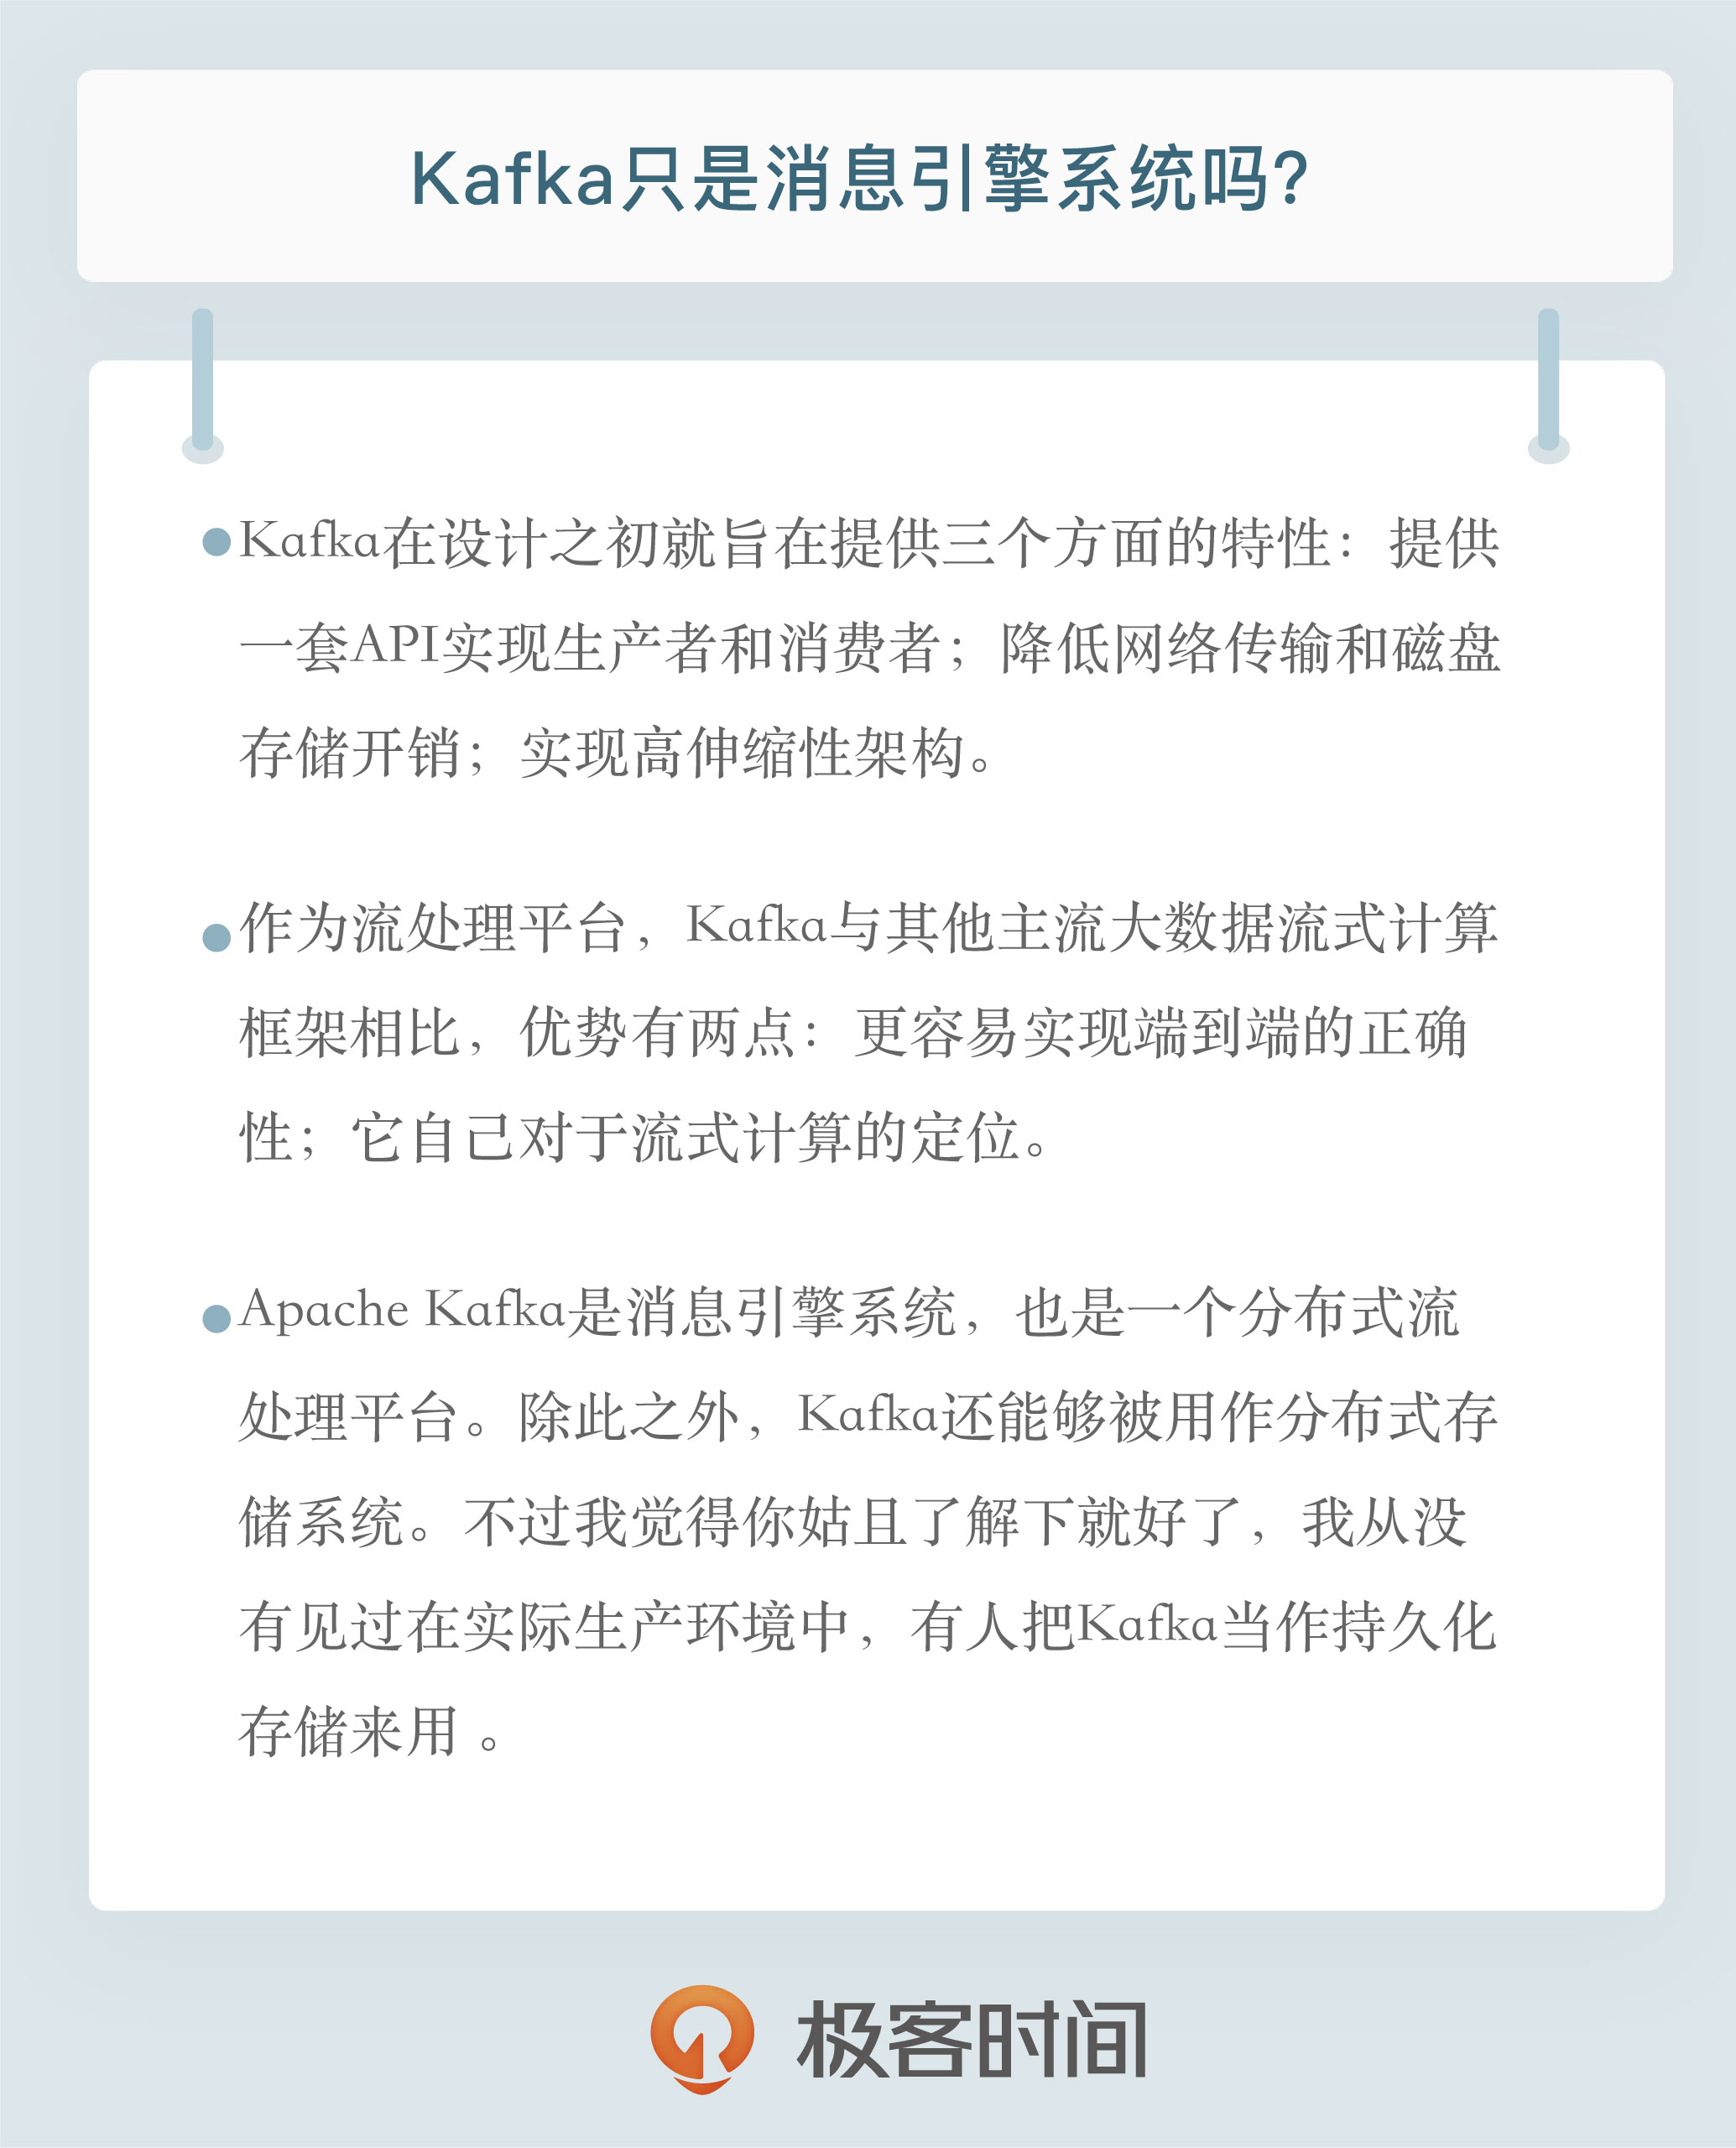 Kafka只是消息引擎系统吗?
Kafka在设计之初就旨在提供三个方面的特性：提供
一套API实现生产者和消费者；降低网络传输和磁盘
存储开销；实现高伸缩性架构。
作为流处理平台，Kafka与其他主流大数据流式计算
框架相比，优势有两点：更容易实现端到端的正确
性；它自己对于流式计算的定位。
Apache Kafka是消息引擎系统，也是一个分布式流
处理平台。除此之外，Kafka还能够被用作分布式存
储系统。不过我觉得你姑且了解下就好了，我从没
有见过在实际生产环境中，有人把Kafka当作持久化
存储来用 。
极客时间